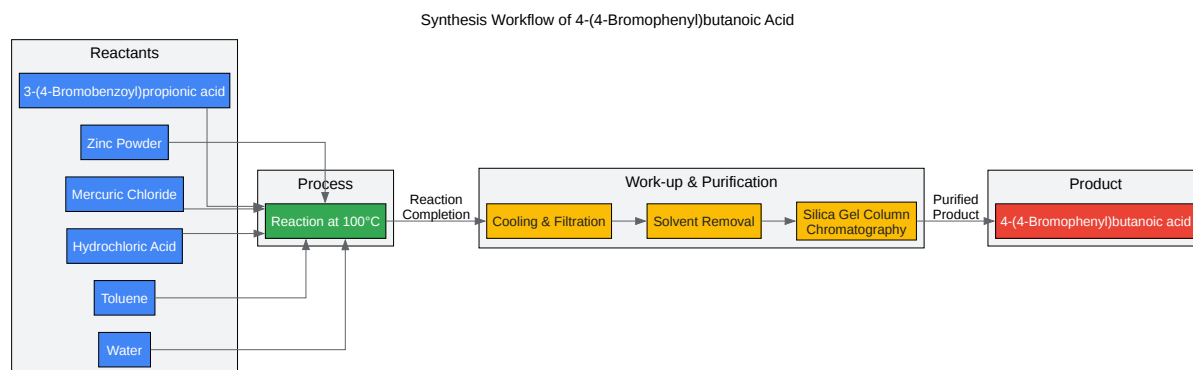 Synthesis Workflow of 4-(4-Bromophenyl)butanoic Acid
Reactants
3-(4-Bromobenzoyl)propionic acid
Zinc Powder
Mercuric Chloride
Hydrochloric Acid
Toluene
Water
Process
Reaction at 100°C
Reaction
Completion
Work-up & Purification
Cooling & Filtration
Solvent Removal
Silica Gel Column
Chromatography
Purified
Product
Product
4-(4-Bromophenyl)butanoic acid